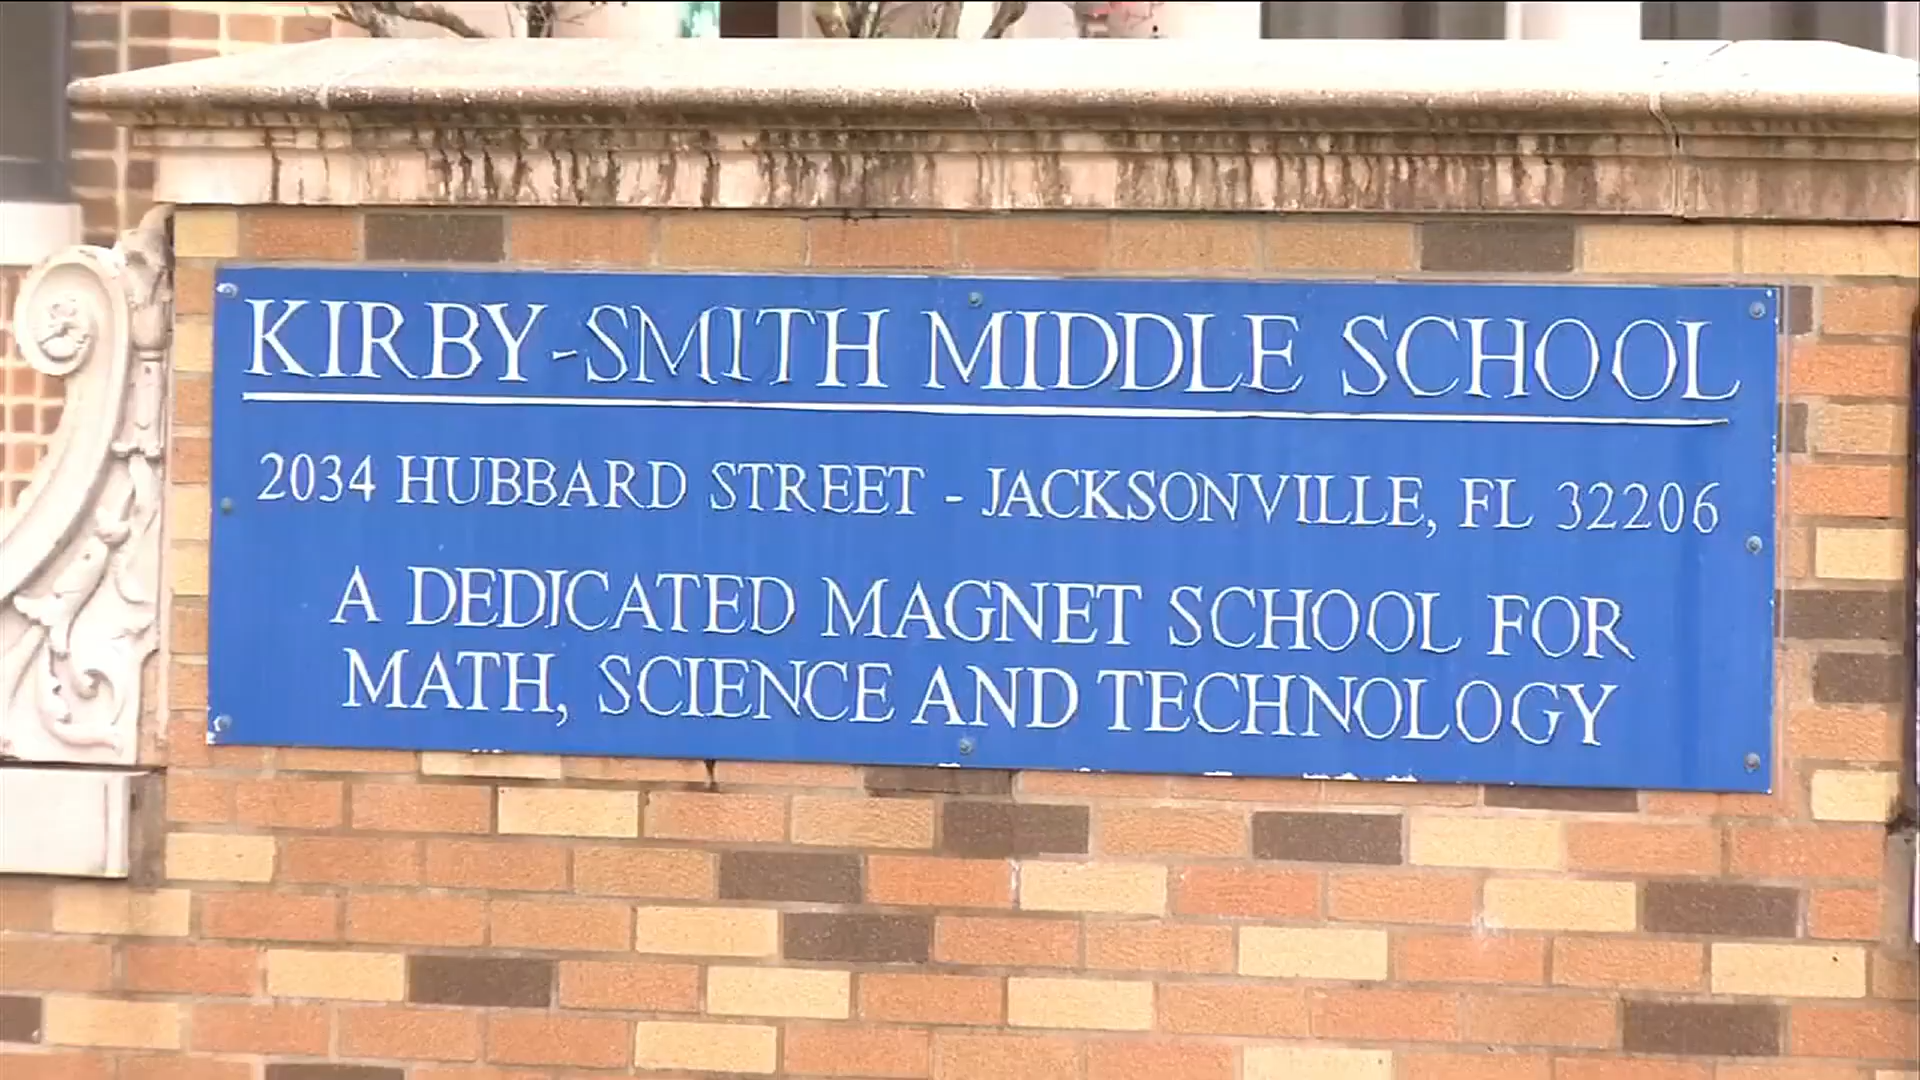 KIRBY-SMITH MIDDLE SCHOOL
2034 HUBBARD STREET - JACKSONVILLE, FL 32206
A DEDICATED MAGNET SCHOOL FOR
MATH, SCIENCE AND TECHNOLOGY